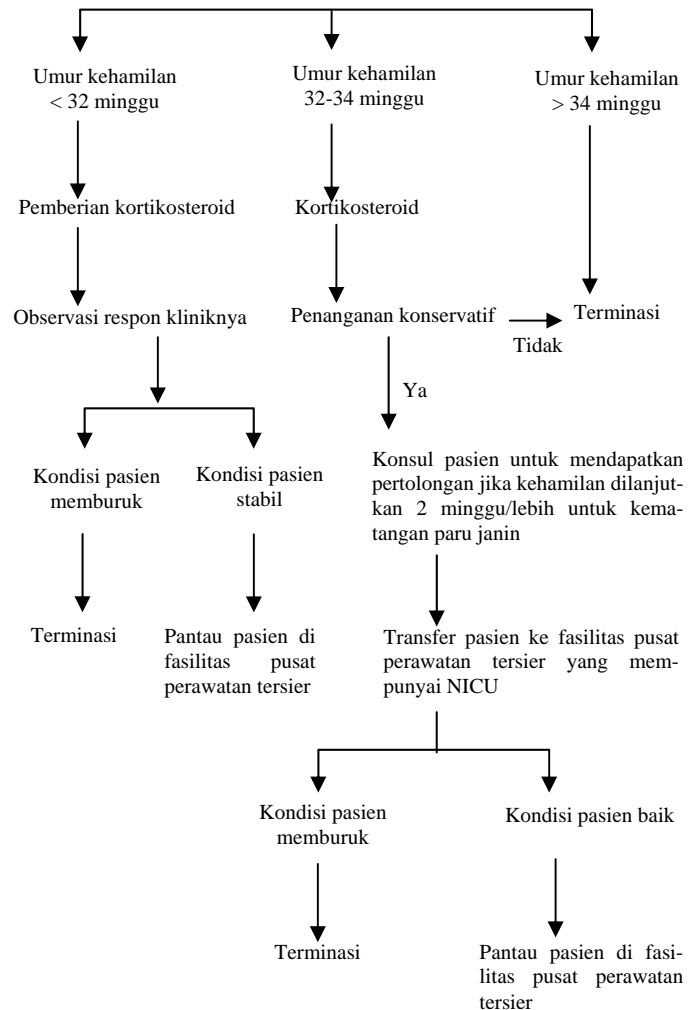 Umur kehamilan
< 32 minggu
Umur kehamilan
32-34 minggu
Umur kehamilan
> 34 minggu
Pemberian kortikosteroid
Kortikosteroid
Observasi respon kliniknya
Penanganan konservatif
Tidak
Terminasi
Ya
Kondisi pasien
memburuk
Kondisi pasien
stabil
Konsul pasien untuk mendapatkan
pertolongan jika kehamilan dilanjut-
kan 2 minggu/lebih untuk kema-
tangan paru janin
Terminasi
Pantau pasien di
fasilitas pusat
perawatan tersier
Transfer pasien ke fasilitas pusat
perawatan tersier yang mem-
punyai NICU
Kondisi pasien
memburuk
Kondisi pasien baik
Terminasi
Pantau pasien di fasi-
litas pusat perawatan
tersier